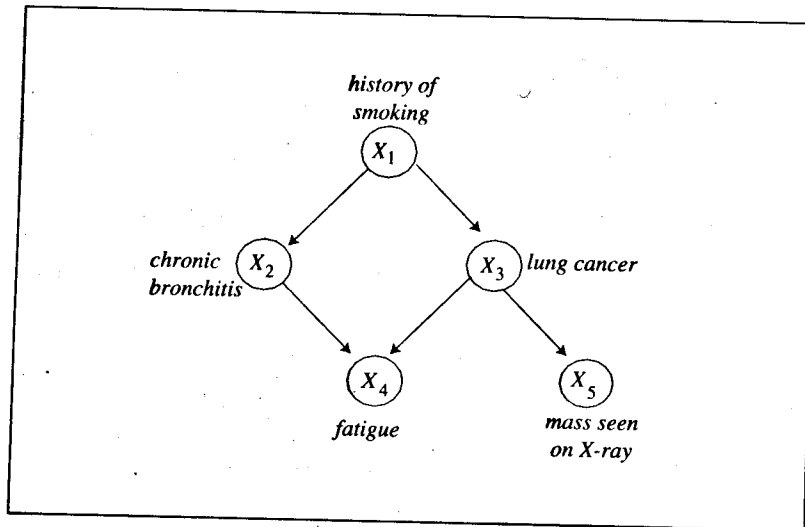 history of
smoking
X1
chronic
bronchitis
X2
X3
lung cancer
X4
X5
fatigue
mass seen
on X-ray